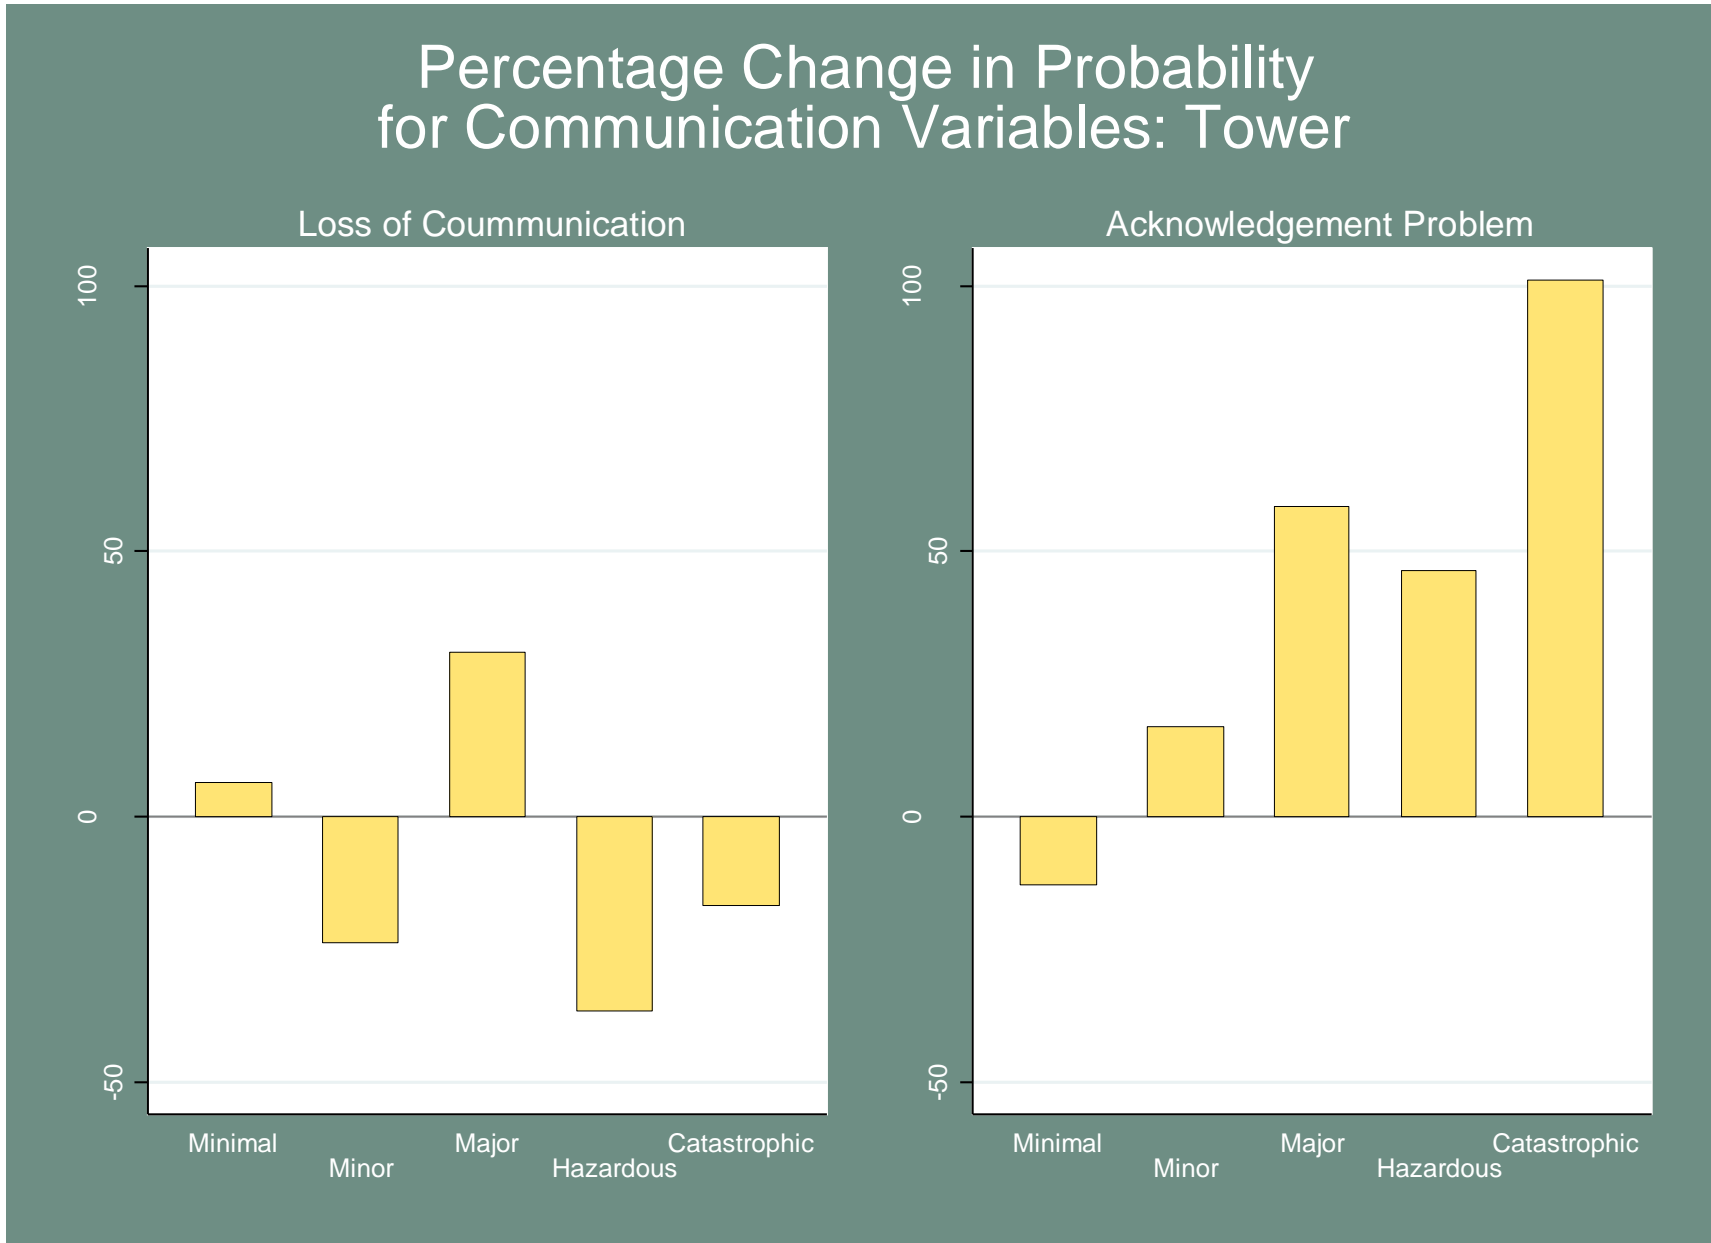 Percentage Change in Probability
for Communication Variables: Tower
Loss of Coummunication
100
50
0
-50
Minimal
Minor
Major
Hazardous
Catastrophic
Acknowledgement Problem
100
50
0
-50
Minimal
Minor
Major
Hazardous
Catastrophic